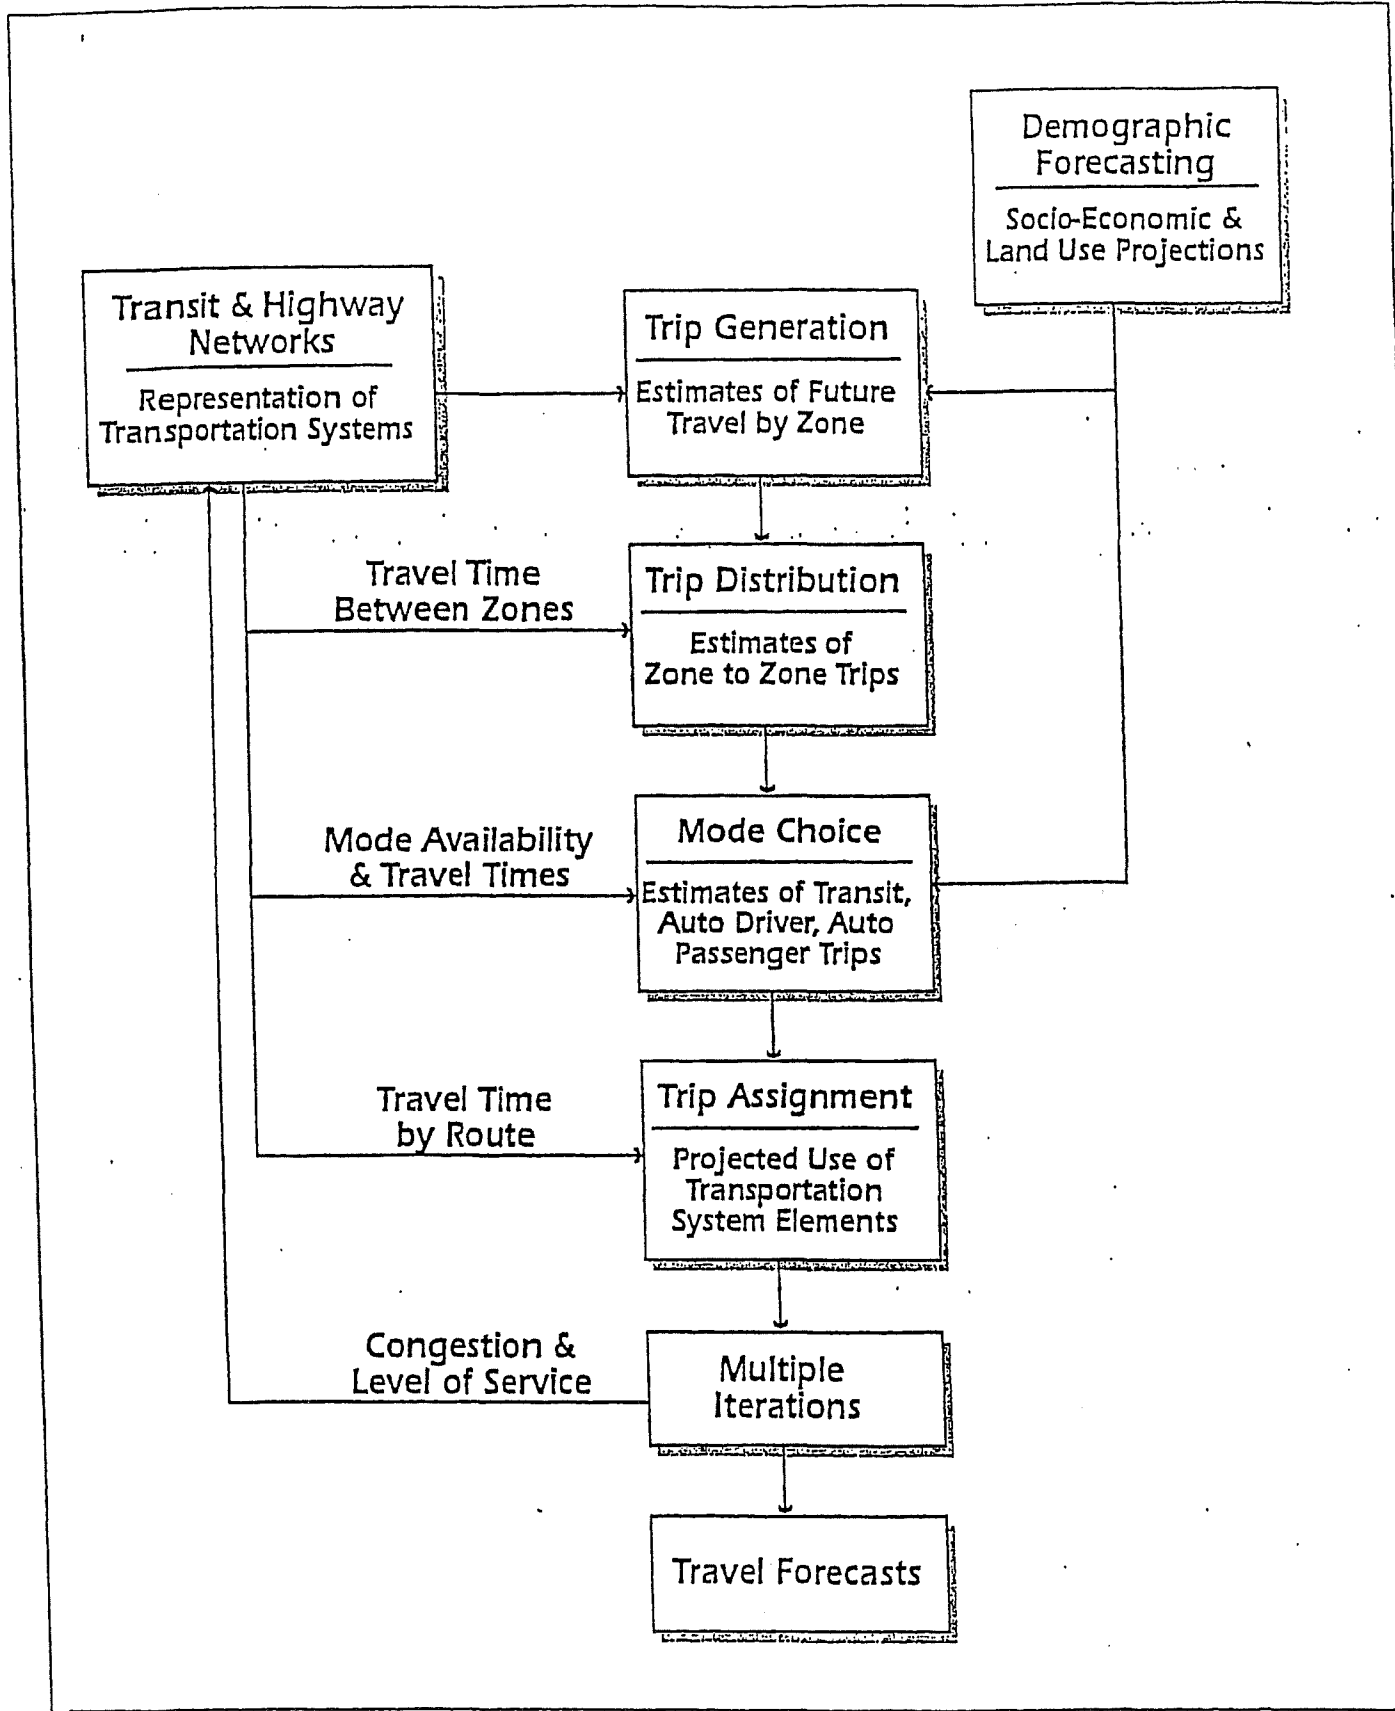 Demographic
Forecasting
Socio-Economic &
Land Use Projections
Transit & Highway
Networks
Representation of
Transportation Systems
Trip Generation
Estimates of Future
Travel by Zone
Travel Time
Between Zones
Trip Distribution
Estimates of
Zone to Zone Trips
Mode Availability
& Travel Times
Mode Choice
Estimates of Transit,
Auto Driver, Auto
Passenger Trips
Travel Time
by Route
Trip Assignment
Projected Use of
Transportation
System Elements
Congestion &
Level of Service
Multiple
Iterations
Travel Forecasts